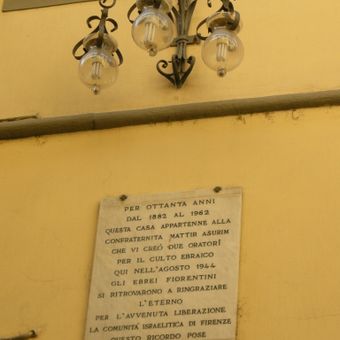 PER OTTANTA ANNI
DAL 1882 AL 1962
QUESTA CASA APPARTENNE ALLA
CONFRATERNITA MATTIR ASURIM
CHE VI CREÒ DUE ORATORÎ
PER IL CULTO EBRAICO
QUI NELL'AGOSTO 1944
GLI EBREI FIORENTINI
SI RITROVARONO A RINGRAZIARE
L'ETERNO
PER L'AVVENUTA LIBERAZIONE
LA COMUNITÀ ISRAELITICA DI FIRENZE
QUESTO RICORDO POSE